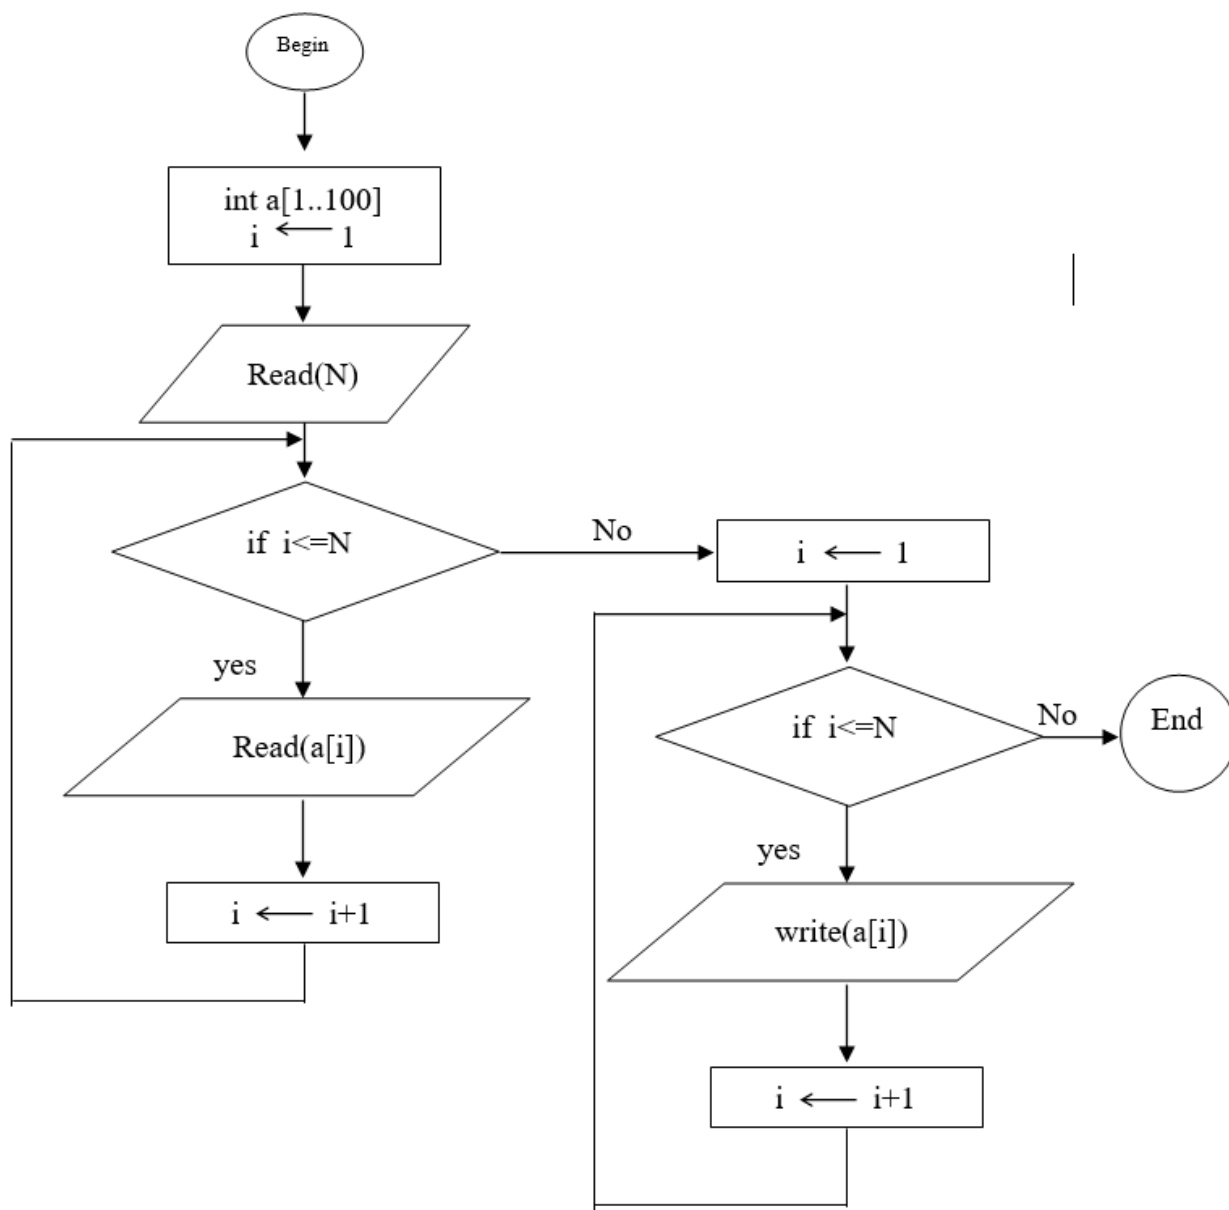 Begin
int a[1..100]
i ← 1
Read(N)
if i<=N
No
yes
Read(a[i])
i ← i+1
i ← 1
if i<=N
No
End
yes
write(a[i])
i ← i+1